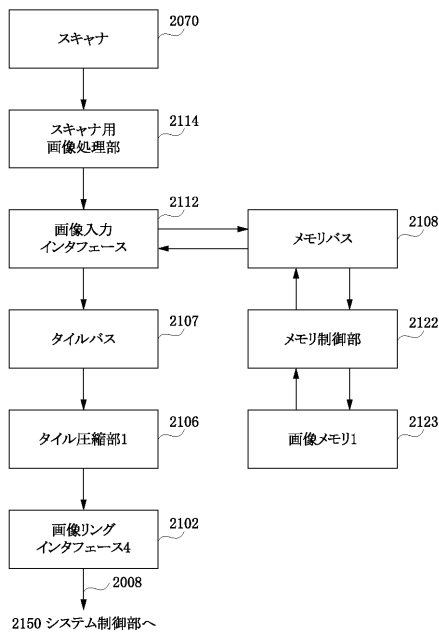 スキャナ
2070
スキャナ用
画像処理部
2114
画像入力
インタフェース
2112
メモリバス
2108
タイルバス
2107
メモリ制御部
2122
タイル圧縮部1
2106
画像メモリ1
2123
画像リング
インタフェース4
2102
2008
2150 システム制御部へ